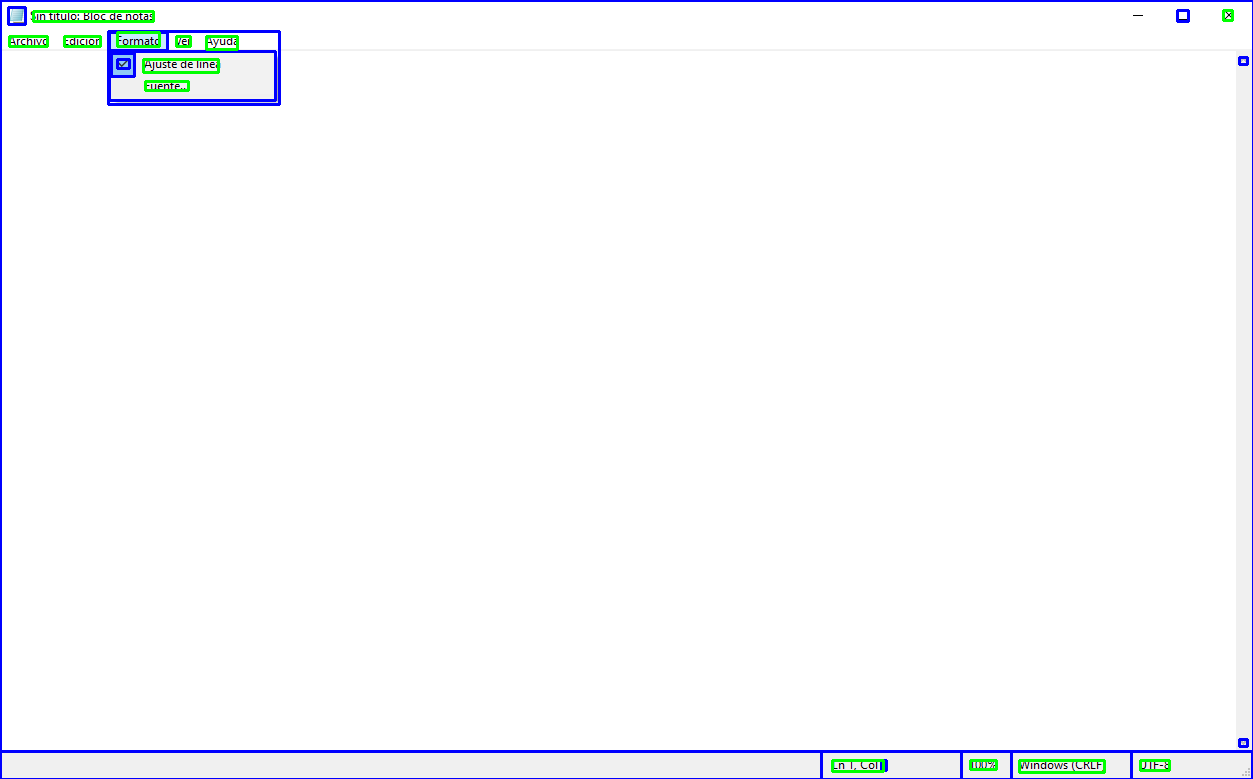 Sin título: Bloc de notas
Archivo Edición Formato Ver Ayuda
Ajuste de línea
Fuente...
Ln 1, Col 1 100% Windows (CRLF) UTF-8